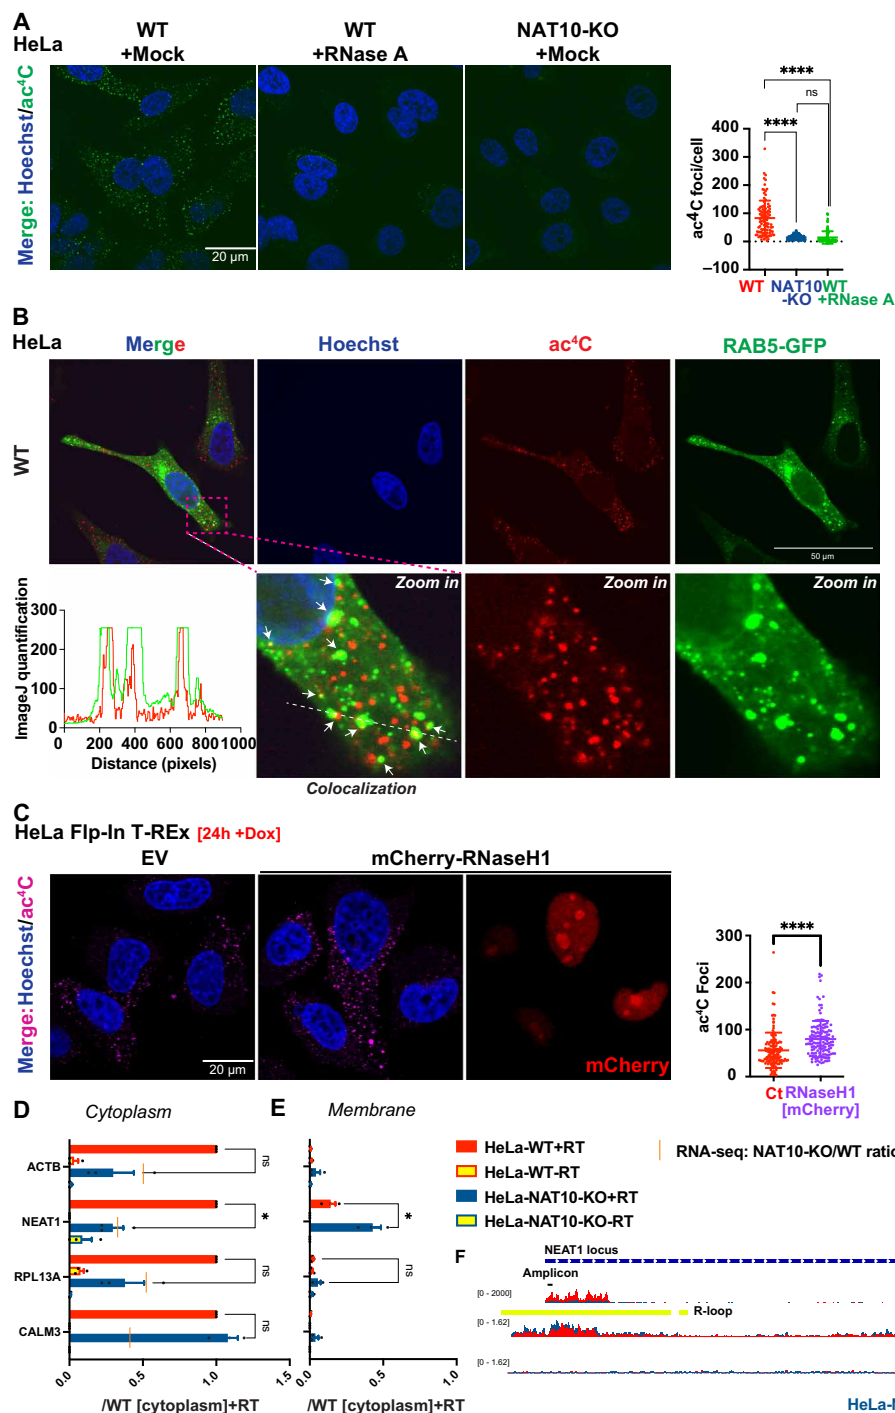 A
HeLa
WT
+Mock
WT
+RNase A
NAT10-KO
+Mock
Merge: Hoechst/ac⁴C
20 µm
ac⁴C foci/cell
400
300
200
100
0
–100
****
ns
****
WT
NAT10
-KO
WT
+RNase A
B
HeLa
Merge
Hoechst
ac⁴C
RAB5-GFP
WT
50 µm
Zoom in
Zoom in
Zoom in
ImageJ quantification
300
200
100
0
0 200 400 600 800 1000
Distance (pixels)
Colocalization
C
HeLa Flp-In T-REx [24h +Dox]
EV
mCherry-RNaseH1
Merge:Hoechst/ac⁴C
20 µm
mCherry
ac⁴C Foci
300
200
100
0
****
Ct
RNaseH1
[mCherry]
D
Cytoplasm
ACTB
NEAT1
RPL13A
CALM3
ns
*
ns
ns
0.0 0.5 1.0 1.5
/WT [cytoplasm]+RT
E
Membrane
*
ns
0.0 0.5 1.0
/WT [cytoplasm]+RT
HeLa-WT+RT
HeLa-WT-RT
HeLa-NAT10-KO+RT
HeLa-NAT10-KO-RT
RNA-seq: NAT10-KO/WT ratio
F
NEAT1 locus
Amplicon
[0 - 2000]
R-loop
[0 - 1.62]
[0 - 1.62]